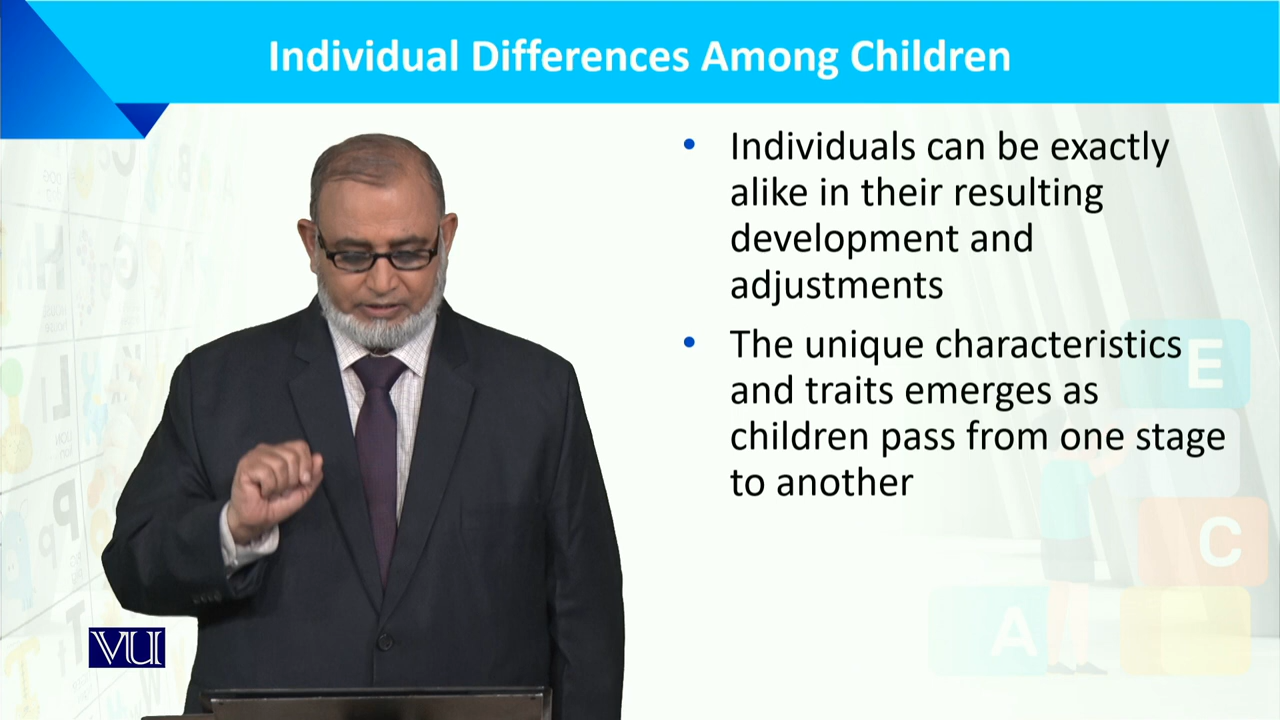 Individual Differences Among Children
Individuals can be exactly
alike in their resulting
development and
adjustments
The unique characteristics
and traits emerges as
children pass from one stage
to another
E
C
A
VU